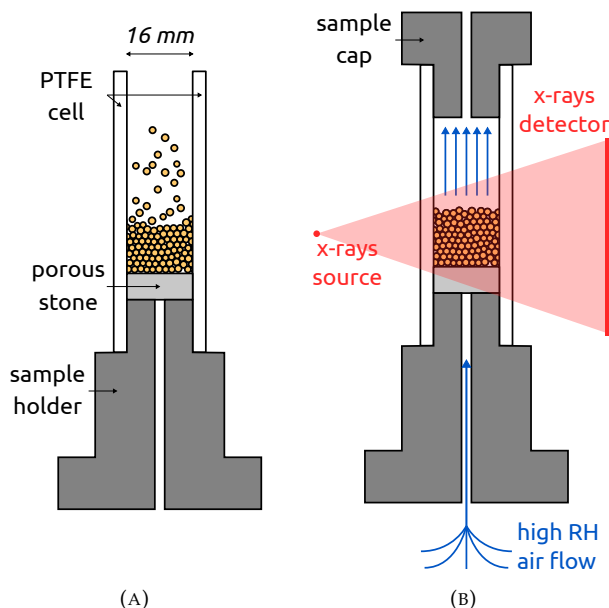 16 mm
PTFE
cell
porous
stone
sample
holder
(A)
sample
cap
x-rays
detector
x-rays
source
high RH
air flow
(B)